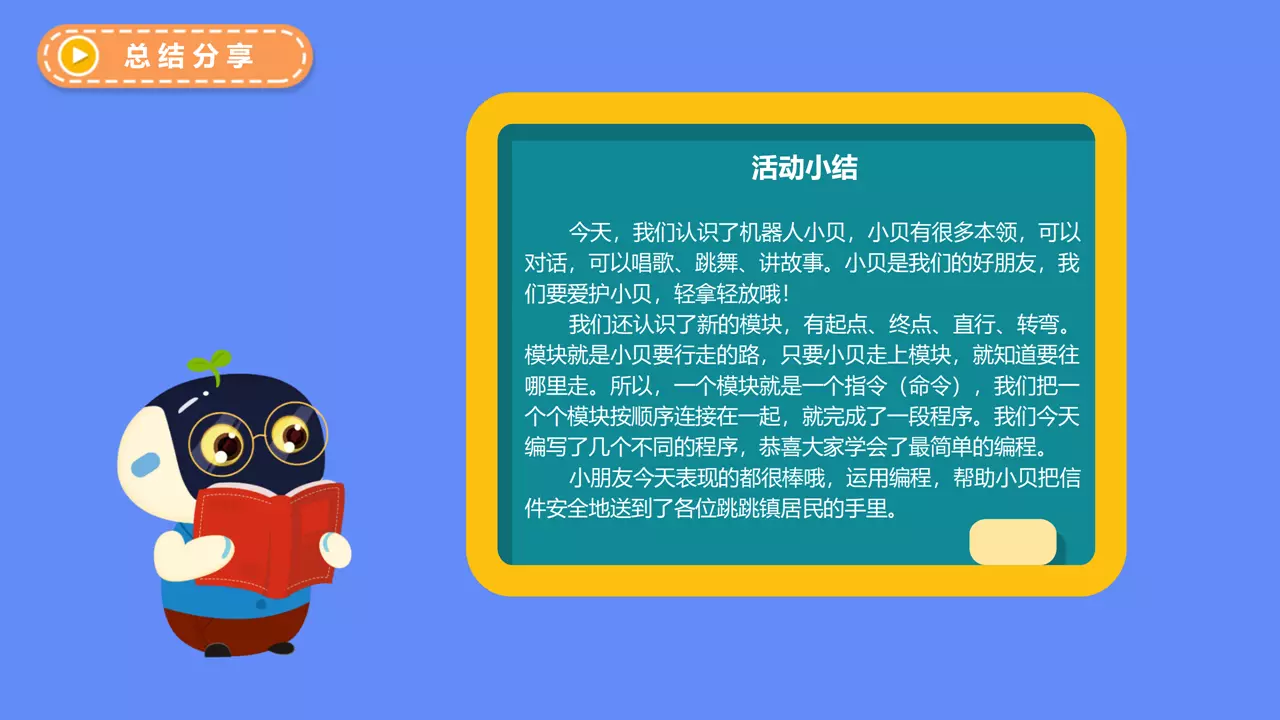 总结分享
活动小结
今天，我们认识了机器人小贝，小贝有很多本领，可以
对话，可以唱歌、跳舞、讲故事。小贝是我们的好朋友，我
们要爱护小贝，轻拿轻放哦！
我们还认识了新的模块，有起点、终点、直行、转弯。
模块就是小贝要行走的路，只要小贝走上模块，就知道要往
哪里走。所以，一个模块就是一个指令（命令），我们把一
个个模块按顺序连接在一起，就完成了一段程序。我们今天
编写了几个不同的程序，恭喜大家学会了最简单的编程。
小朋友今天表现的都很棒哦，运用编程，帮助小贝把信
件安全地送到了各位跳跳镇居民的手里。